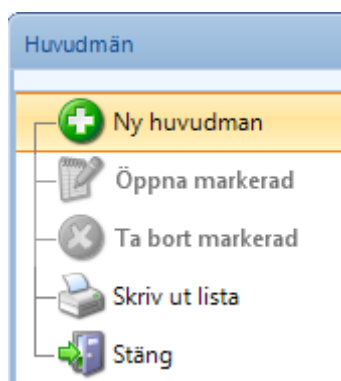 Huvudmän
Ny huvudman
Öppna markerad
Ta bort markerad
Skriv ut lista
Stäng